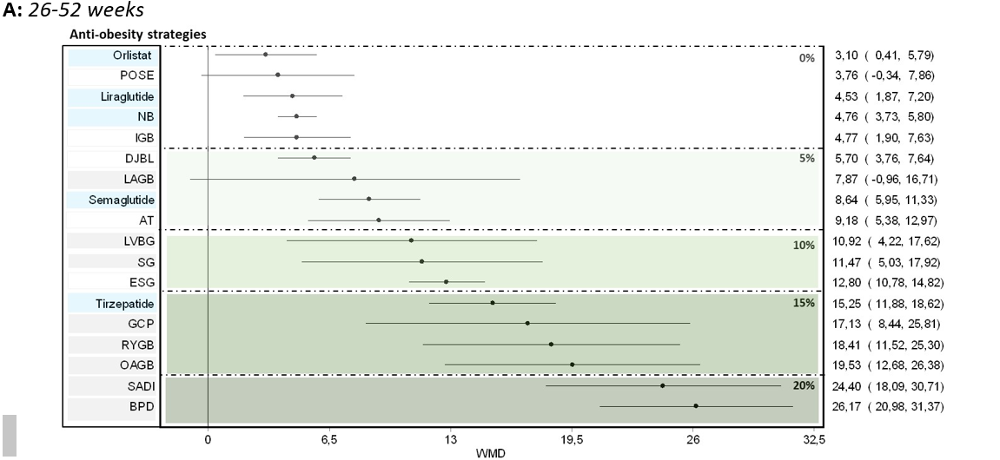 A: 26-52 weeks
Anti-obesity strategies
Orlistat 0% 3,10 ( 0,41, 5,79)
POSE 3,76 ( -0,34, 7,86)
Liraglutide 4,53 ( 1,87, 7,20)
NB 4,76 ( 3,73, 5,80)
IGB 4,77 ( 1,90, 7,63)
DJBL 5% 5,70 ( 3,76, 7,64)
LAGB 7,87 ( -0,96, 16,71)
Semaglutide 8,64 ( 5,95, 11,33)
AT 9,18 ( 5,38, 12,97)
LVBG 10% 10,92 ( 4,22, 17,62)
SG 11,47 ( 5,03, 17,92)
ESG 12,80 ( 10,78, 14,82)
Tirzepatide 15% 15,25 ( 11,88, 18,62)
GCP 17,13 ( 8,44, 25,81)
RYGB 18,41 ( 11,52, 25,30)
OAGB 19,53 ( 12,68, 26,38)
SADI 20% 24,40 ( 18,09, 30,71)
BPD 26,17 ( 20,98, 31,37)
0 6,5 13 19,5 26 32,5
WMD